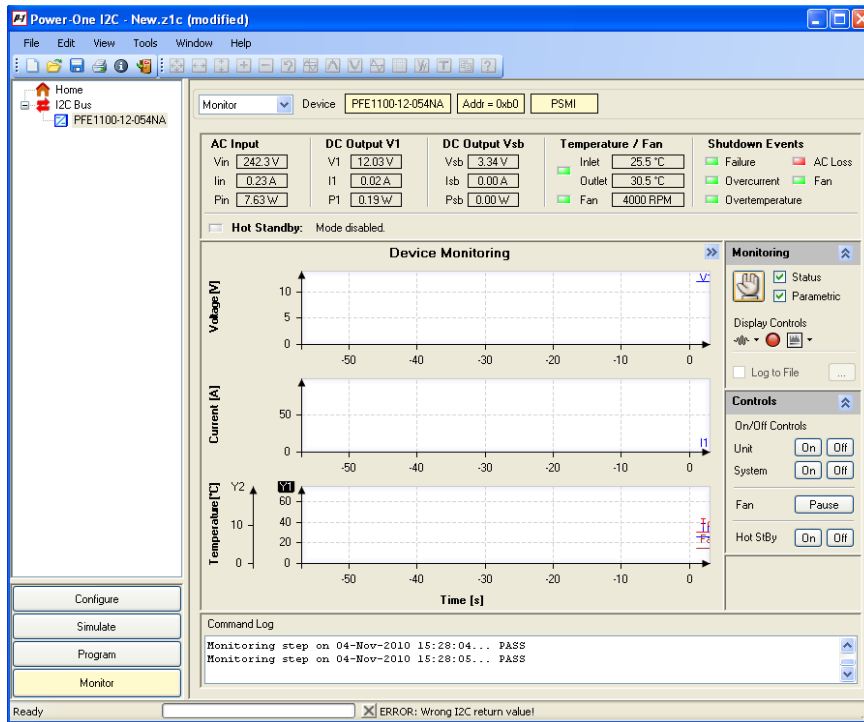 Power-One I2C - New.z1c (modified)
File Edit View Tools Window Help
Home
I2C Bus
PFE1100-12-054NA
Monitor Device PFE1100-12-054NA Addr = 0xb0 PSMI
AC Input DC Output V1 DC Output Vsb Temperature / Fan Shutdown Events
Vin 242.3 V V1 12.03 V Vsb 3.34 V Inlet 25.5 °C Failure AC Loss
Iin 0.23 A I1 0.02 A Isb 0.00 A Outlet 30.5 °C Overcurrent Fan
Pin 7.63 W P1 0.19 W Psb 0.00 W Fan 4000 RPM Overtemperature
Hot Standby: Mode disabled.
Device Monitoring
Voltage [V]
10
5
0
-50 -40 -30 -20 -10 0
V1
Current [A]
50
0
-50 -40 -30 -20 -10 0
I1
Temperature [°C]
Y2 Y1
60
10 40
20
0 0
-50 -40 -30 -20 -10 0
Time [s]
Monitoring
Status
Parametric
Display Controls
Log to File ...
Controls
On/Off Controls
Unit On Off
System On Off
Fan Pause
Hot StBy On Off
Configure
Simulate
Program
Monitor
Command Log
Monitoring step on 04-Nov-2010 15:28:04... PASS
Monitoring step on 04-Nov-2010 15:28:05... PASS
Ready ERROR: Wrong I2C return value!